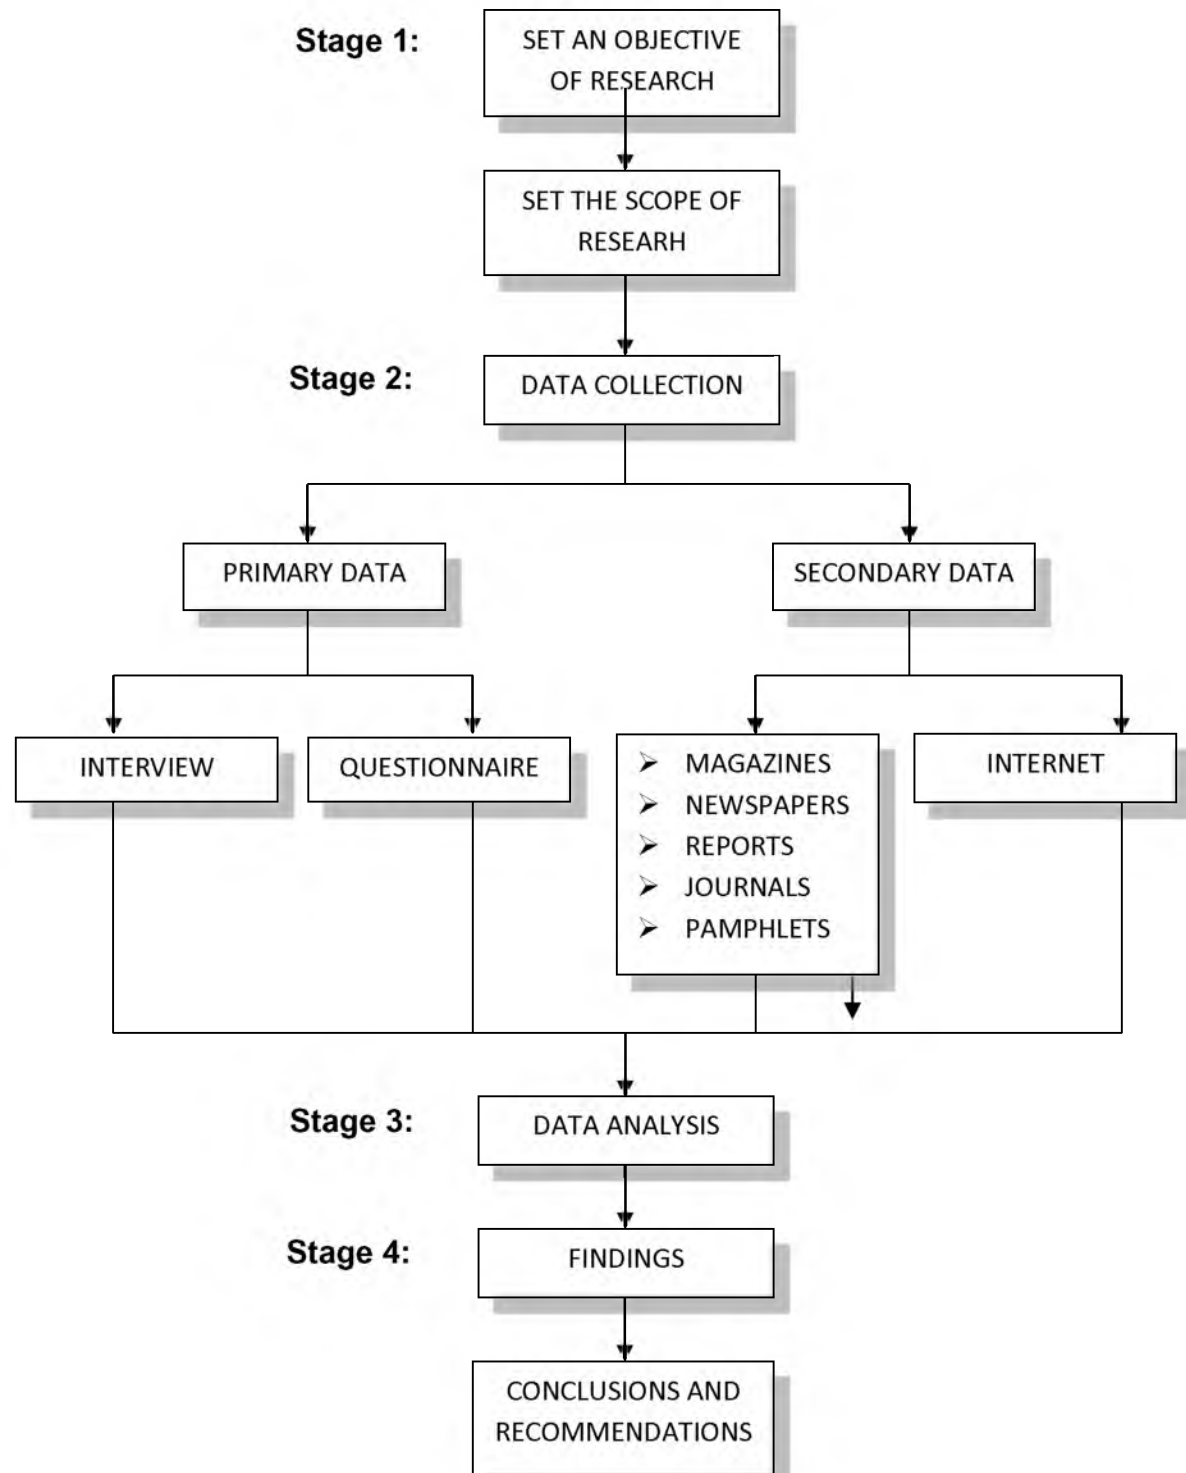 Stage 1:
SET AN OBJECTIVE
OF RESEARCH
SET THE SCOPE OF
RESEARH
Stage 2:
DATA COLLECTION
PRIMARY DATA
SECONDARY DATA
INTERVIEW
QUESTIONNAIRE
➢ MAGAZINES
➢ NEWSPAPERS
➢ REPORTS
➢ JOURNALS
➢ PAMPHLETS
INTERNET
Stage 3:
DATA ANALYSIS
Stage 4:
FINDINGS
CONCLUSIONS AND
RECOMMENDATIONS